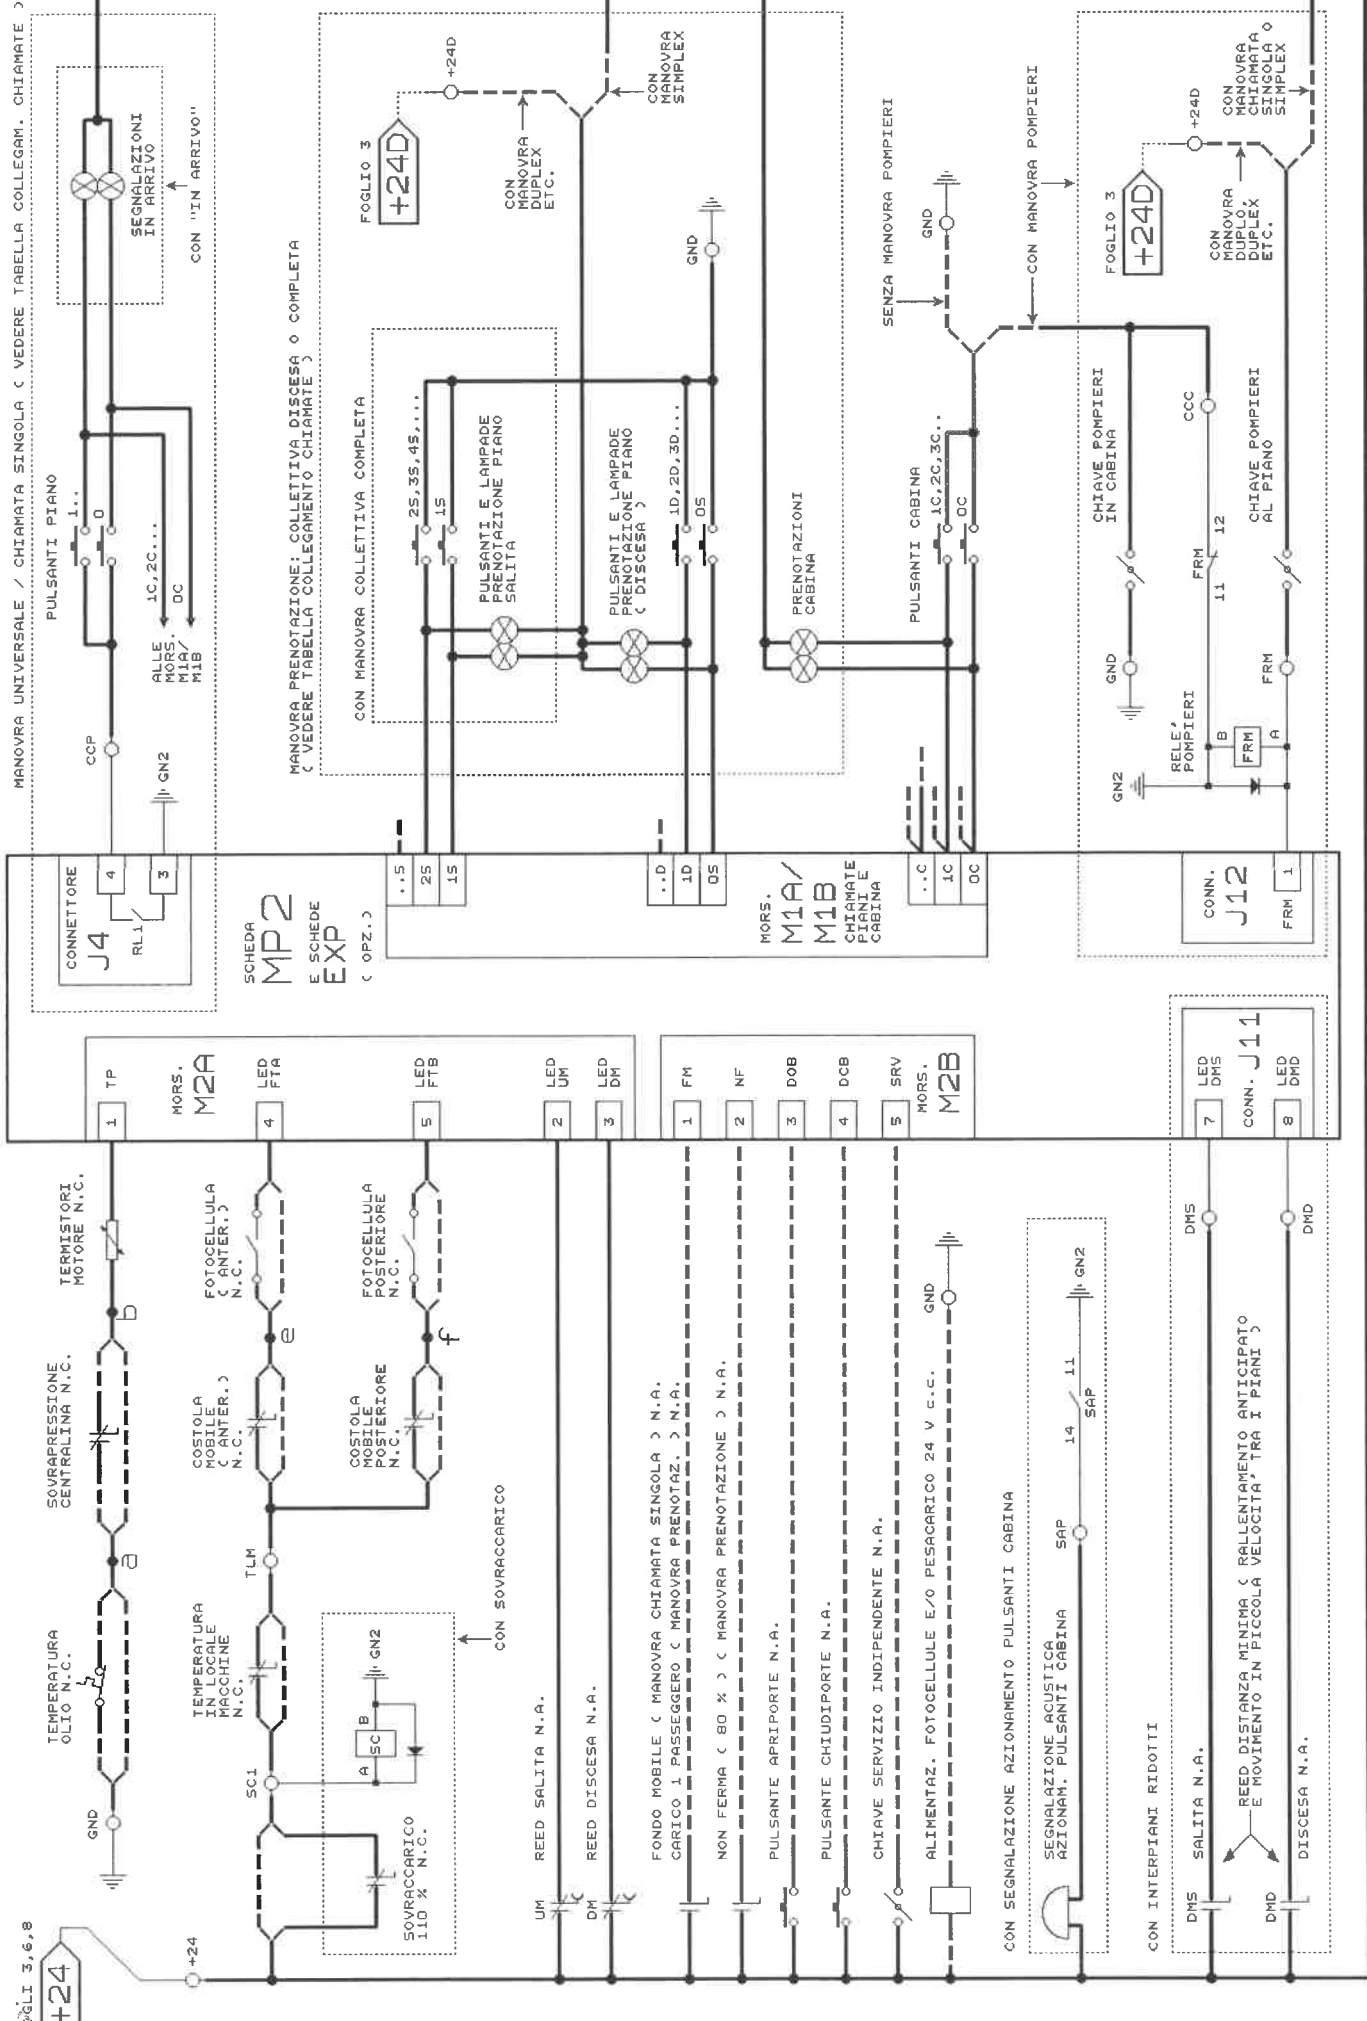 FOGLI 3,6,8
+24
+24
GND
TEMPERATURA
OLIO N.C.
a
SOVRAPRESSIONE
CENTRALINA N.C.
b
TERMISTORI
MOTORE N.C.
1
TP
MORS.
M2A
SC1
TEMPERATURA
IN LOCALE
MACCHINE
N.C.
TLM
COSTOLA
MOBILE
( ANTER.)
N.C.
e
FOTOCELLULA
( ANTER.)
N.C.
4
LED
FTA
COSTOLA
MOBILE
POSTERIORE
N.C.
f
FOTOCELLULA
POSTERIORE
N.C.
5
LED
FTB
SOVRACCARICO
110 % N.C.
A
SC
B
GN2
CON SOVRACCARICO
UM
REED SALITA N.A.
2
LED
UM
DM
REED DISCESA N.A.
3
LED
DM
FONDO MOBILE ( MANOVRA CHIAMATA SINGOLA ) N.A.
CARICO 1 PASSEGERO ( MANOVRA PRENOTAZ. ) N.A.
1
FM
NON FERMA ( 80 % ) ( MANOVRA PRENOTAZIONE ) N.A.
2
NF
PULSANTE APRIPORTE N.A.
3
DOB
PULSANTE CHIUDIPORTE N.A.
4
DCB
CHIAVE SERVIZIO INDIPENDENTE N.A.
5
SRV
MORS.
M2B
ALIMENTAZ. FOTOCELLULE E/O PESACARICO 24 V c.c.
GND
CON SEGNALAZIONE AZIONAMENTO PULSANTI CABINA
SEGNALAZIONE ACUSTICA
AZIONAM. PULSANTI CABINA
SAP
14
11
SAP
GN2
CON INTERPIANI RIDOTTI
DMS
SALITA N.A.
DMS
7
LED
DMS
REED DISTANZA MINIMA ( RALLENTAMENTO ANTICIPATO
E MOVIMENTO IN PICCOLA VELOCITA' TRA I PIANI )
CONN. J11
DMD
DISCESA N.A.
DMD
8
LED
DMD
MANOVRA UNIVERSALE / CHIAMATA SINGOLA ( VEDERE TABELLA COLLEGAM. CHIAMATE )
CONNETTORE
J4
RL1
4
3
CCP
GN2
PULSANTI PIANO
1..
0
ALLE
MORS.
M1A/
M1B
1C,2C...
0C
SEGNALAZIONI
IN ARRIVO
CON "IN ARRIVO"
SCHEDA
MP2
E SCHEDE
EXP
( OPZ.)
MANOVRA PRENOTAZIONE: COLLETTIVA DISCESA O COMPLETA
( VEDERE TABELLA COLLEGAMENTO CHIAMATE )
CON MANOVRA COLLETTIVA COMPLETA
..S
2S
1S
2S,3S,4S,...
1S
PULSANTI E LAMPADE
PRENOTAZIONE PIANO
SALITA
FOGLIO 3
+24D
+24D
CON
MANOVRA
DUPLEX
ETC.
CON
MANOVRA
SIMPLEX
PULSANTI E LAMPADE
PRENOTAZIONE PIANO
( DISCESA )
..D
1D
0S
1D,2D,3D...
0S
GND
MORS.
M1A/
M1B
CHIAMATE
PIANI E
CABINA
PRENOTAZIONI
CABINA
..C
1C
0C
PULSANTI CABINA
1C,2C,3C..
0C
SENZA MANOVRA POMPIERI
GND
CON MANOVRA POMPIERI
CHIAVE POMPIERI
IN CABINA
GND
GN2
RELE'
POMPIERI
B
FRM
A
11
FRM
12
CCC
CONN.
J12
FRM
1
FRM
CHIAVE POMPIERI
AL PIANO
FOGLIO 3
+24D
+24D
CON
MANOVRA
DUPLO,
DUPLEX
ETC.
CON
MANOVRA
CHIAMATA
SINGOLA O
SIMPLEX